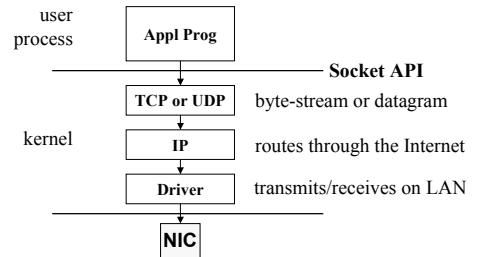 user
process
Appl Prog
Socket API
TCP or UDP
byte-stream or datagram
kernel
IP
routes through the Internet
Driver
transmits/receives on LAN
NIC